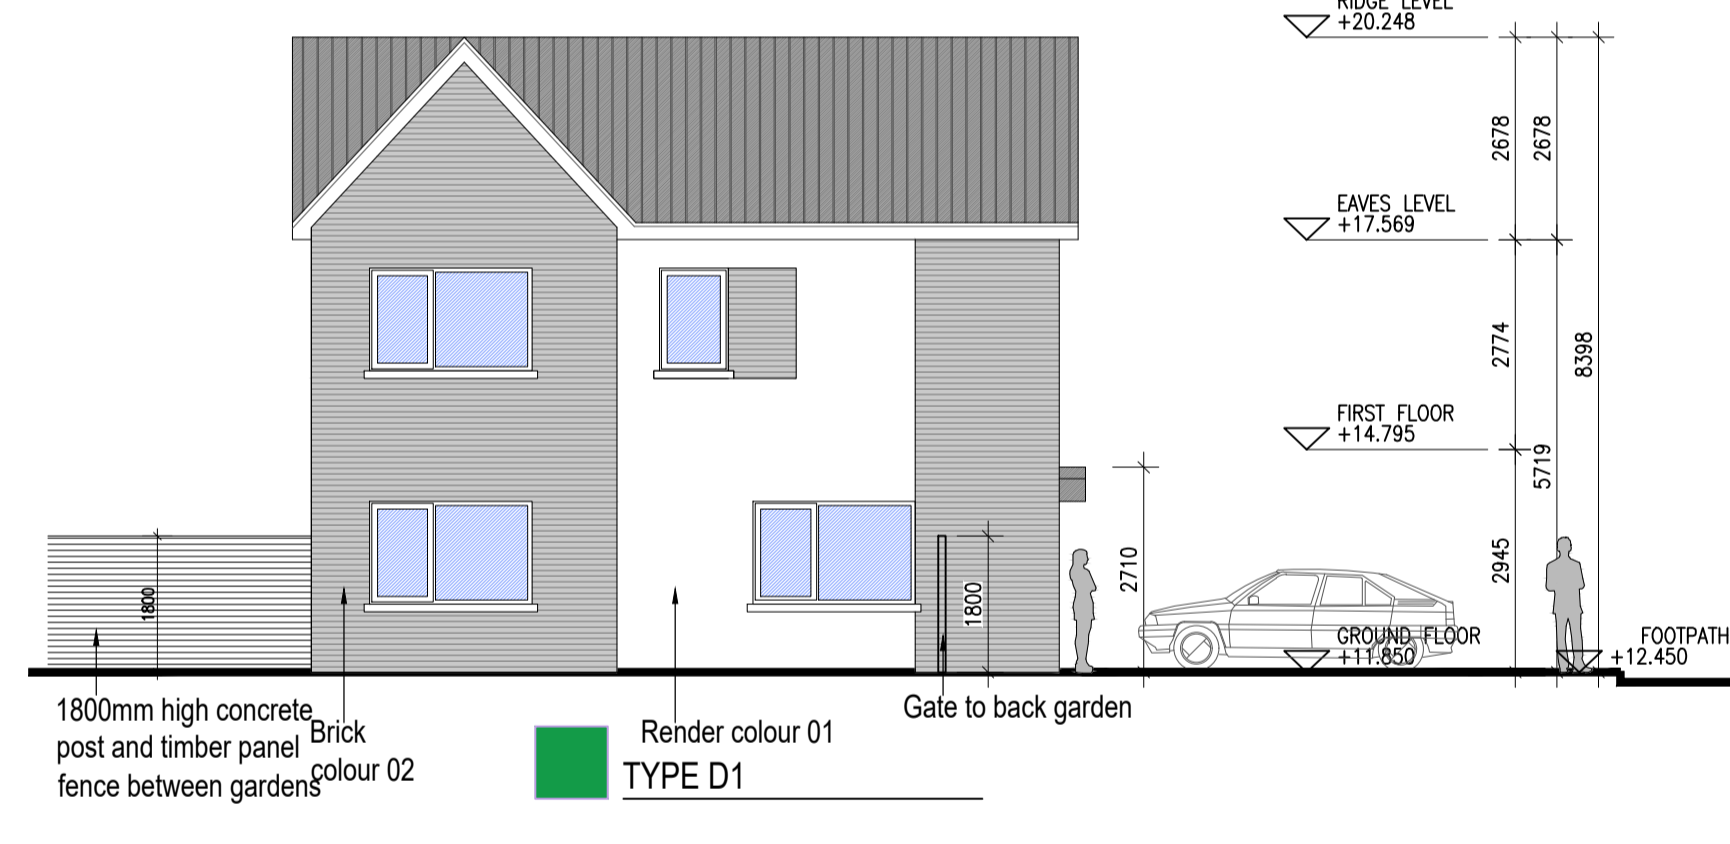 RIDGE LEVEL
+20.248
2678
2678
EAVES LEVEL
+17.569
2774
8398
FIRST FLOOR
+14.795
5719
2945
2710
1800
1800
GROUND FLOOR
+11.850
FOOTPATH
+12.450
1800mm high concrete
post and timber panel
fence between gardens
Brick
colour 02
Render colour 01
Gate to back garden
TYPE D1